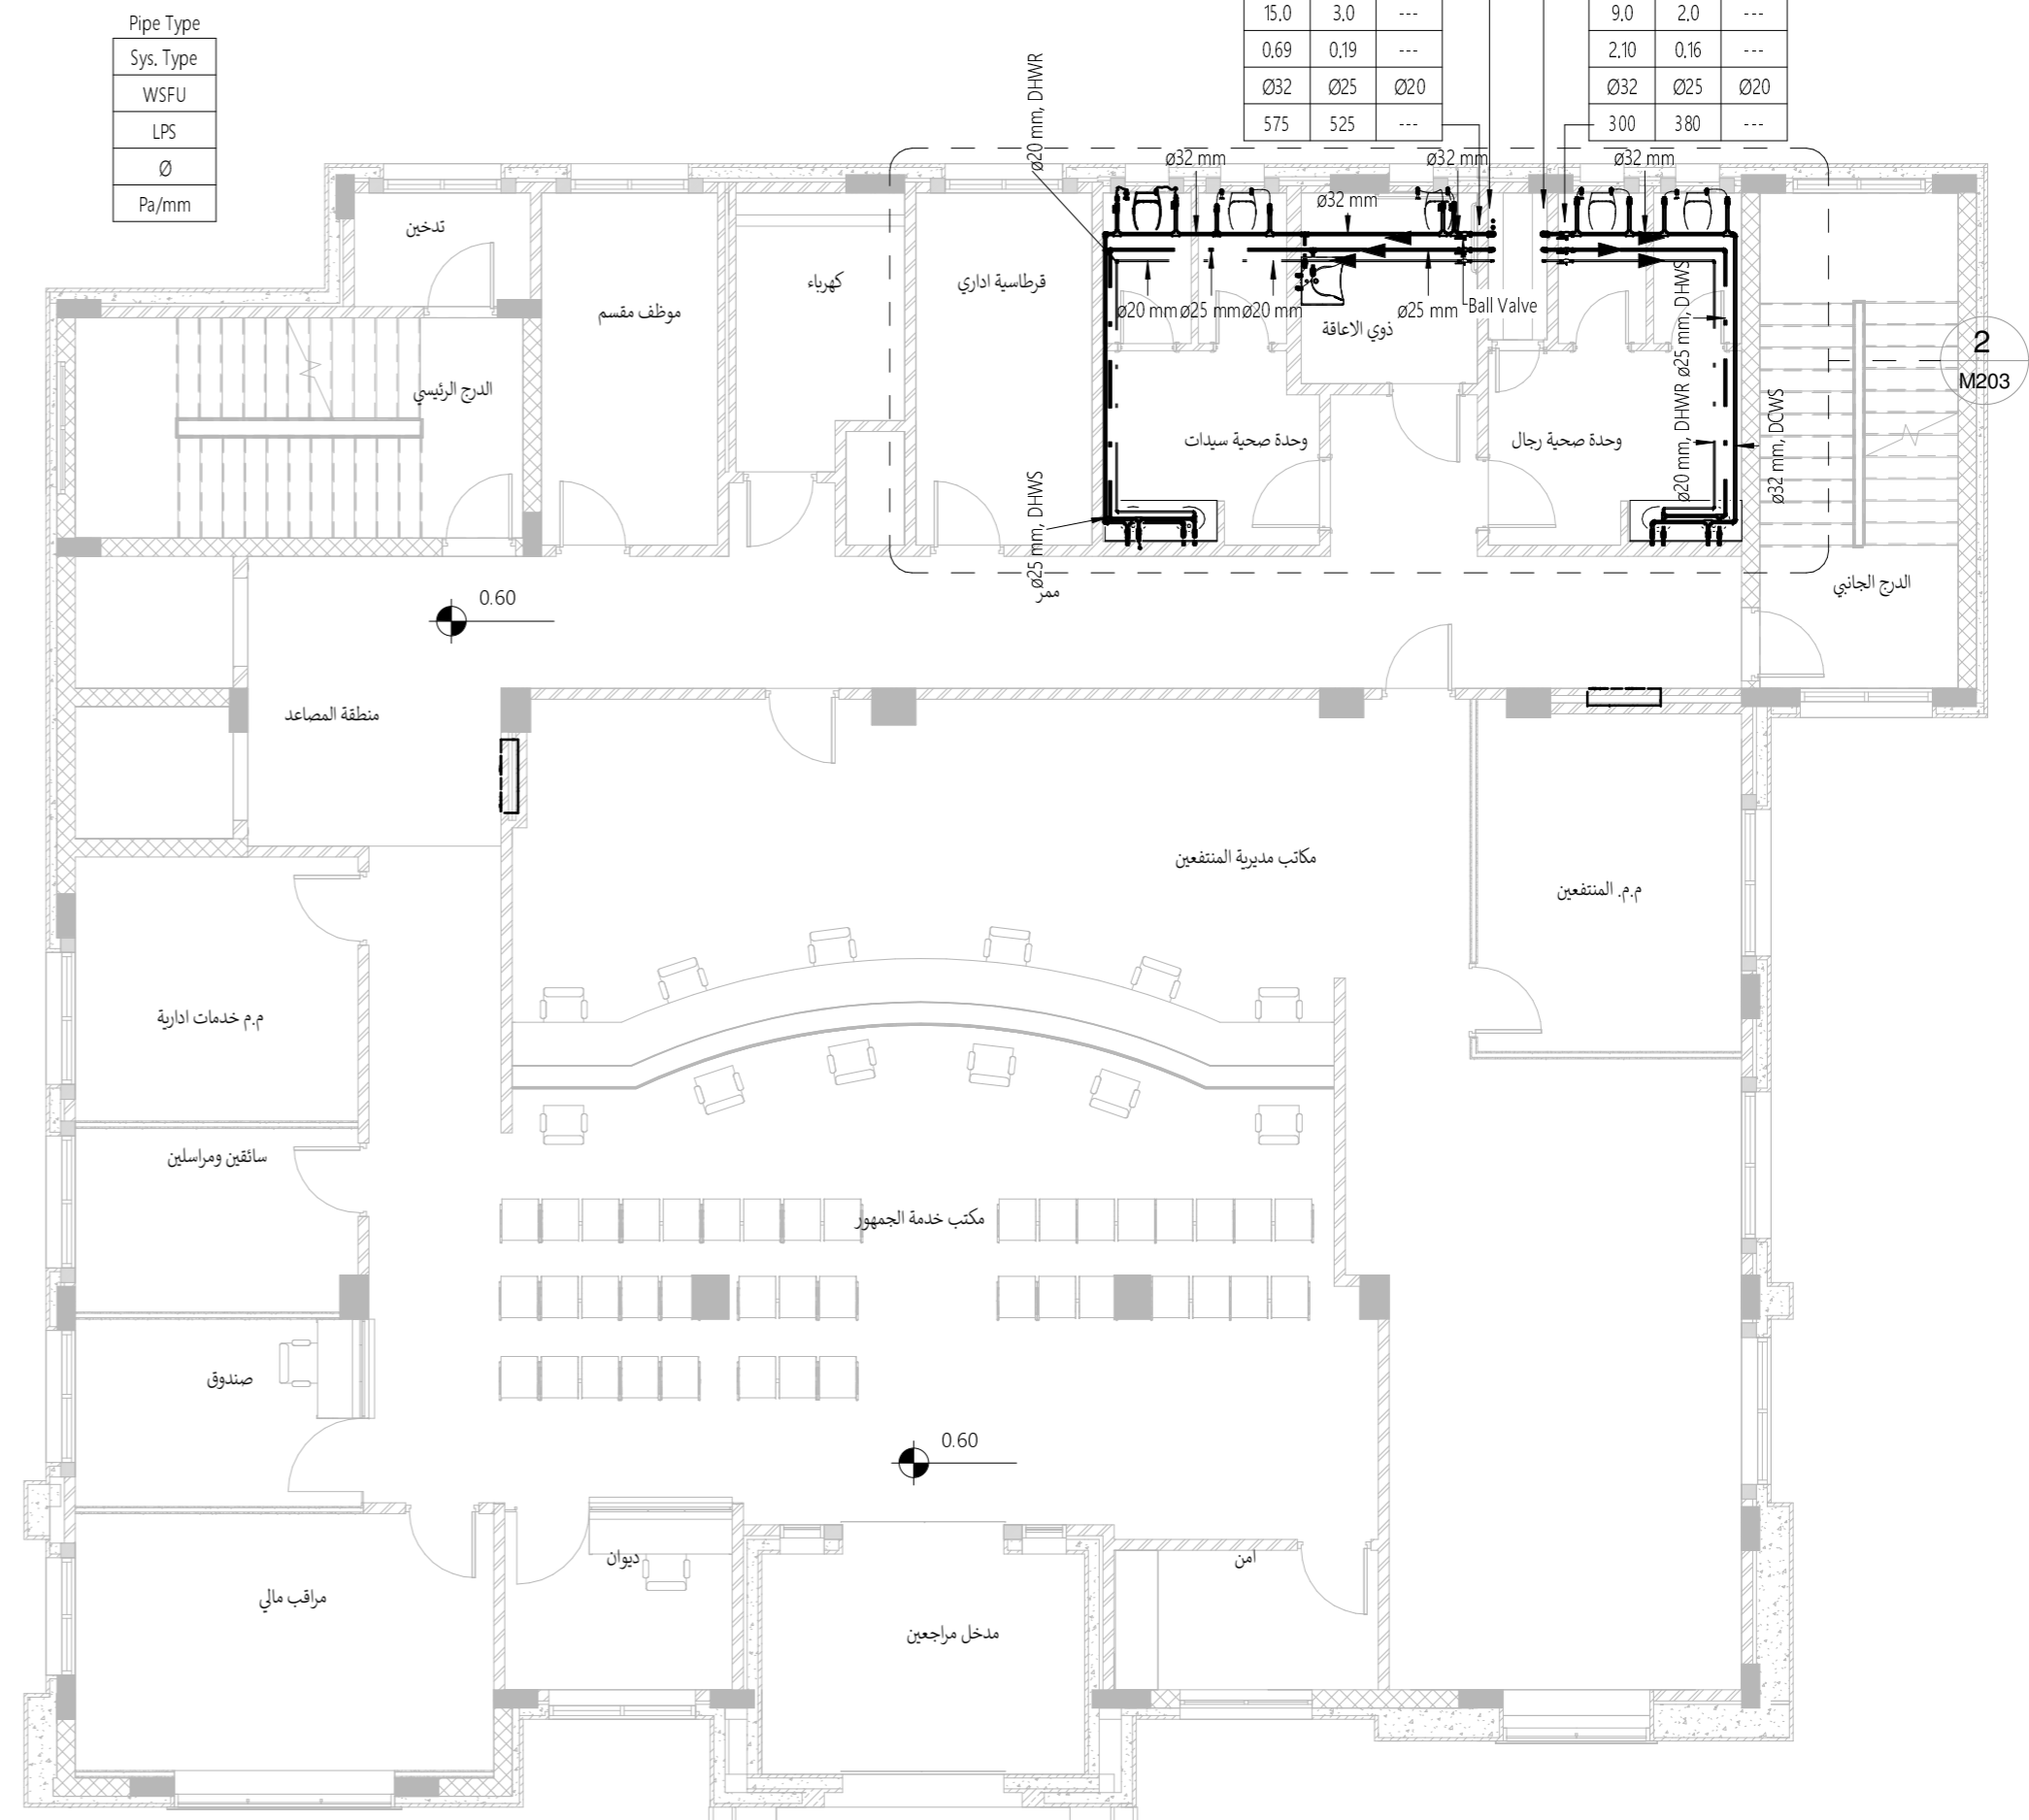 Pipe Type
Sys. Type
WSFU
LPS
Ø
Pa/mm
15.0 3.0 ---
0.69 0.19 ---
Ø32 Ø25 Ø20
575 525 ---
9.0 2.0 ---
2.10 0.16 ---
Ø32 Ø25 Ø20
300 380 ---
ø20 mm, DHWR
ø32 mm
ø32 mm
ø32 mm
ø32 mm
تدخين
موظف مقسم
كهرباء
قرطاسية اداري
ø20 mm
ø25 mm
ø20 mm
ø25 mm
Ball Valve
ذوي الاعاقة
ø25 mm, DHWS
ø20 mm, DHWR
ø32 mm, DCWS
2
M203
الدرج الرئيسي
وحدة صحية سيدات
وحدة صحية رجال
ø25 mm, DHWS
ممر
الدرج الجانبي
0.60
منطقة المصاعد
مكاتب مديرية المنتفعين
م.م. المنتفعين
م.م خدمات ادارية
سائقين ومراسلين
مكتب خدمة الجمهور
صندوق
0.60
ديوان
امن
مراقب مالي
مدخل مراجعين